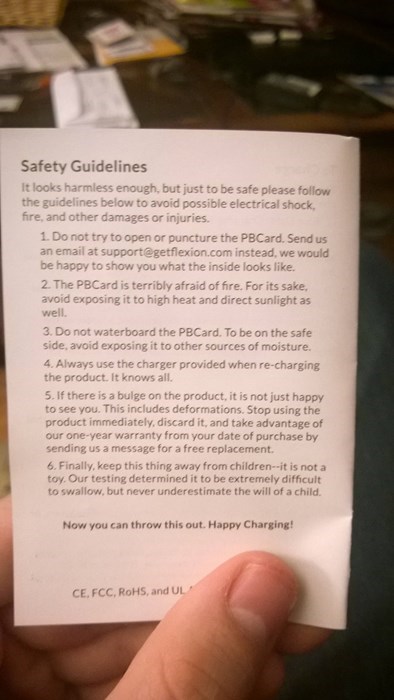 Safety Guidelines
It looks harmless enough, but just to be safe please follow
the guidelines below to avoid possible electrical shock,
fire, and other damages or injuries.
1. Do not try to open or puncture the PBCard. Send us
an email at support@getflexion.com instead, we would
be happy to show you what the inside looks like.
2. The PBCard is terribly afraid of fire. For its sake,
avoid exposing it to high heat and direct sunlight as
well.
3. Do not waterboard the PBCard. To be on the safe
side, avoid exposing it to other sources of moisture.
4. Always use the charger provided when re-charging
the product. It knows all.
5. If there is a bulge on the product, it is not just happy
to see you. This includes deformations. Stop using the
product immediately, discard it, and take advantage of
our one-year warranty from your date of purchase by
sending us a message for a free replacement.
6. Finally, keep this thing away from children--it is not a
toy. Our testing determined it to be extremely difficult
to swallow, but never underestimate the will of a child.
Now you can throw this out. Happy Charging!
CE, FCC, RoHS, and UL